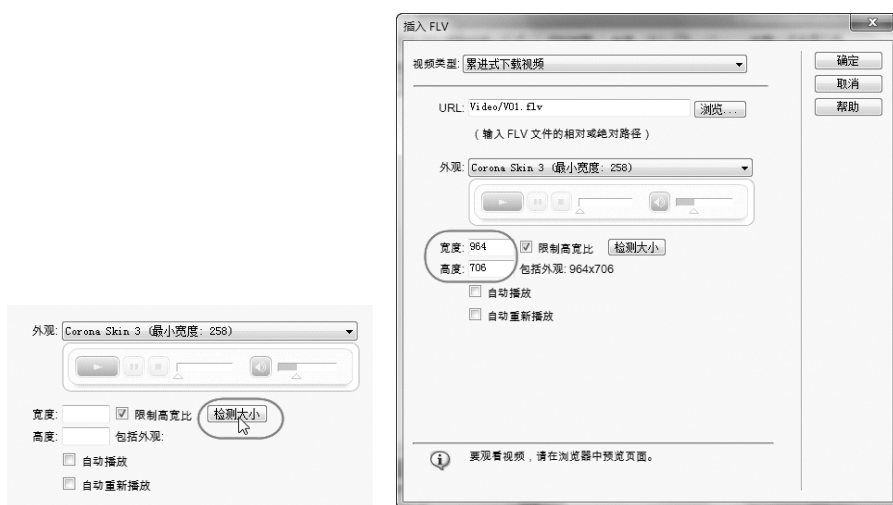 外观: Corona Skin 3 (最小宽度: 258)
宽度: 限制高宽比 检测大小
高度: 包括外观:
自动播放
自动重新播放
插入 FLV
视频类型: 累进式下载视频
确定
取消
帮助
URL: Video/V01.flv 浏览...
(输入 FLV 文件的相对或绝对路径)
外观: Corona Skin 3 (最小宽度: 258)
宽度: 964 限制高宽比 检测大小
高度: 706 包括外观: 964x706
自动播放
自动重新播放
要观看视频，请在浏览器中预览页面。